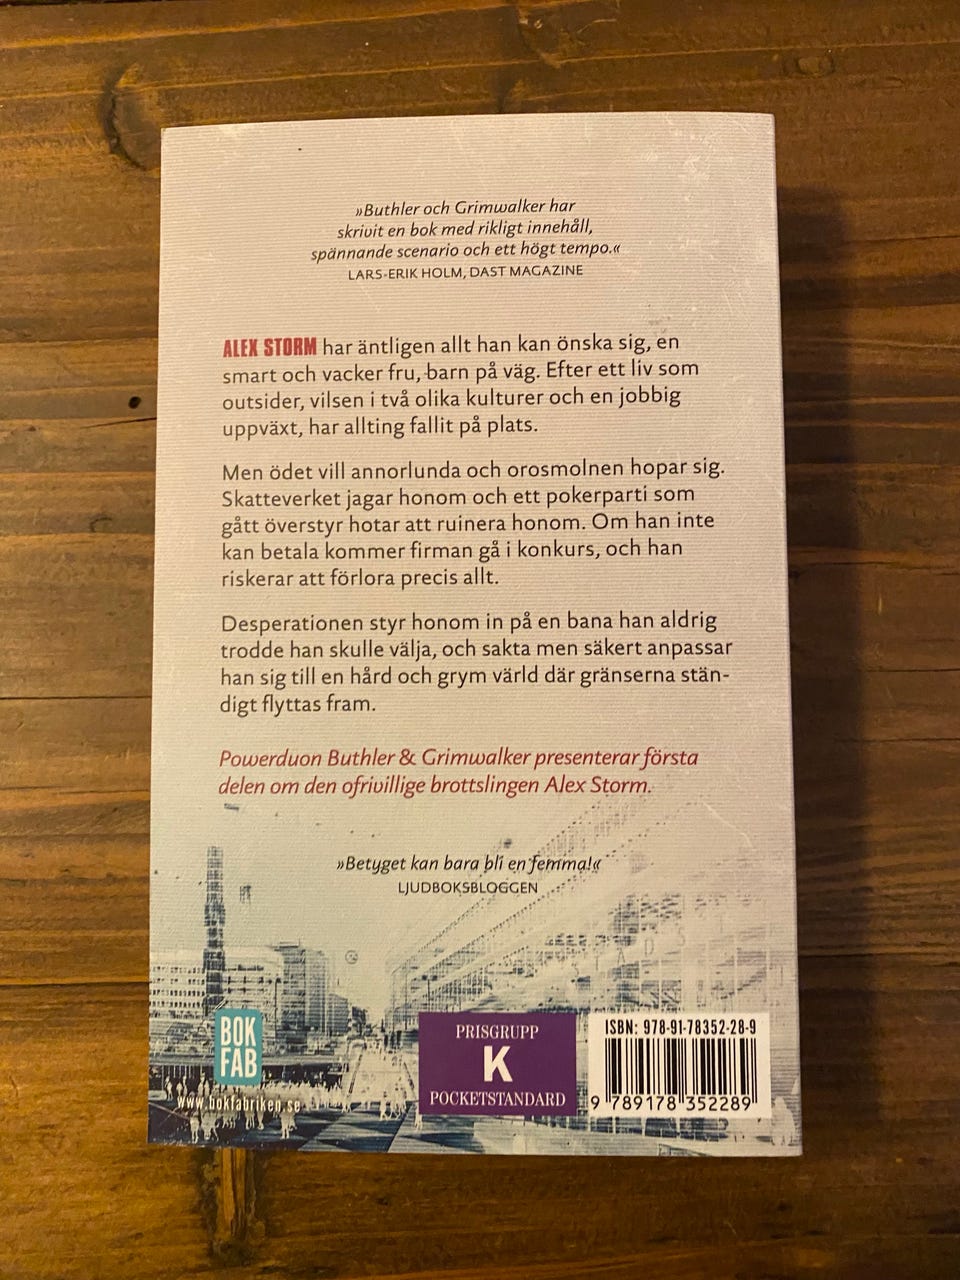 »Buthler och Grimwalker har
skrivit en bok med rikligt innehåll,
spännande scenario och ett högt tempo.«
LARS-ERIK HOLM, DAST MAGAZINE
ALEX STORM har äntligen allt han kan önska sig, en
smart och vacker fru, barn på väg. Efter ett liv som
outsider, vilsen i två olika kulturer och en jobbig
uppväxt, har allting fallit på plats.
Men ödet vill annorlunda och orosmolnen hopar sig.
Skatteverket jagar honom och ett pokerparti som
gått överstyr hotar att ruinera honom. Om han inte
kan betala kommer firman gå i konkurs, och han
riskerar att förlora precis allt.
Desperationen styr honom in på en bana han aldrig
trodde han skulle välja, och sakta men säkert anpassar
han sig till en hård och grym värld där gränserna stän-
digt flyttas fram.
Powerduon Buthler & Grimwalker presenterar första
delen om den ofrivillige brottslingen Alex Storm.
»Betyget kan bara bli en femma!«
LJUDBOKSBLOGGEN
BOK
FAB
www.bokfabriken.se
PRISGRUPP
K
POCKETSTANDARD
ISBN: 978-91-78352-28-9
9 789178 352289